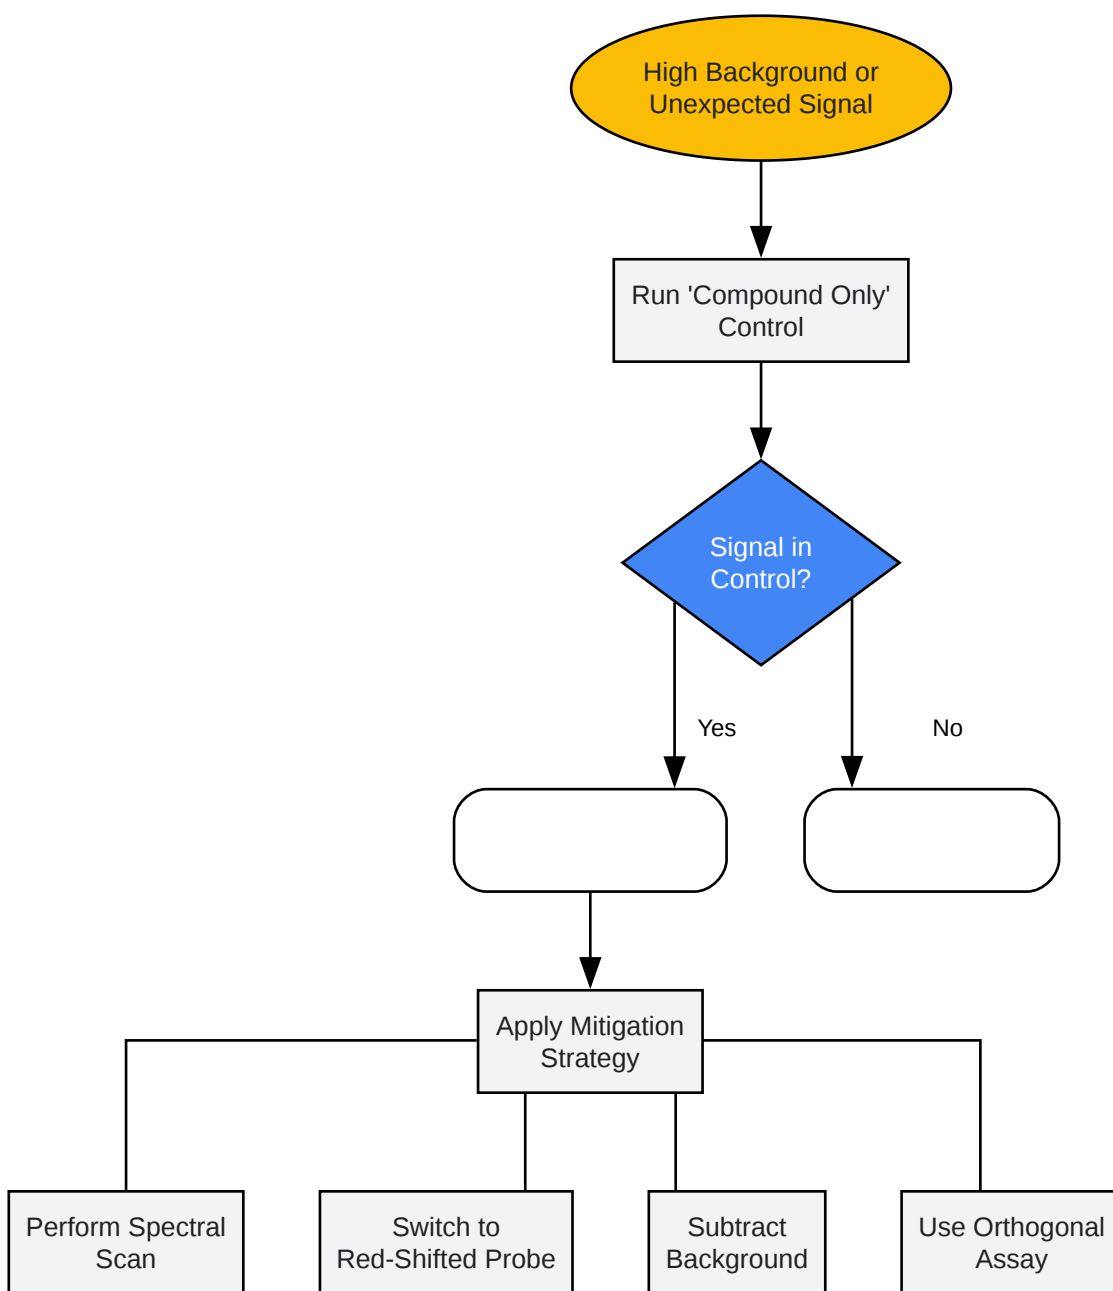 High Background or
Unexpected Signal
Run 'Compound Only'
Control
Signal in
Control?
Yes
No
Apply Mitigation
Strategy
Perform Spectral
Scan
Switch to
Red-Shifted Probe
Subtract
Background
Use Orthogonal
Assay